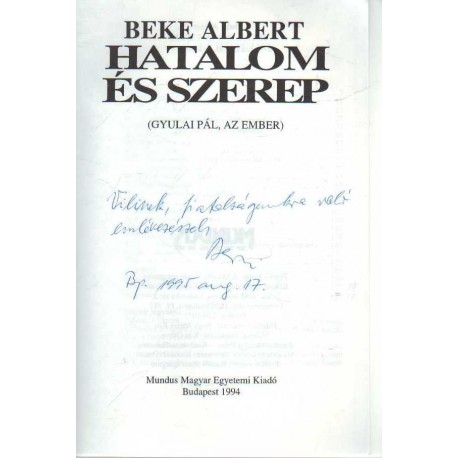 BEKE ALBERT
HATALOM
ÉS SZEREP
(GYULAI PÁL, AZ EMBER)
Vilinek, fiatalságunkra való
emlékezéssel,
Bp. 1995 aug. 17.
Mundus Magyar Egyetemi Kiadó
Budapest 1994